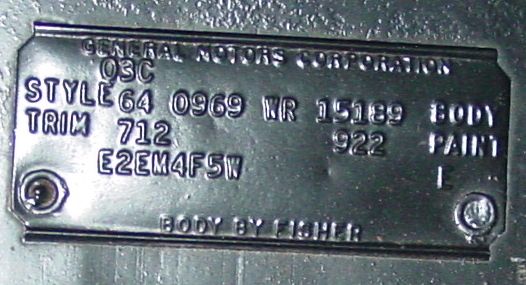 GENERAL MOTORS CORPORATION
03C
STYLE 64 0969 WR 15189 BODY
TRIM 712 922 PAINT
E2EM4F5W E
BODY BY FISHER